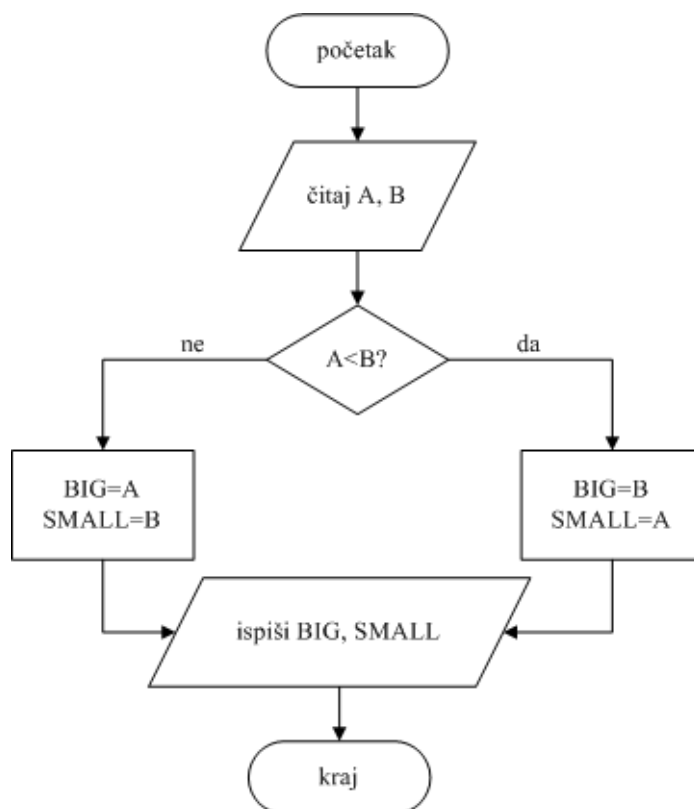 početak
čitaj A, B
ne
A<B?
da
BIG=A
SMALL=B
BIG=B
SMALL=A
ispiši BIG, SMALL
kraj